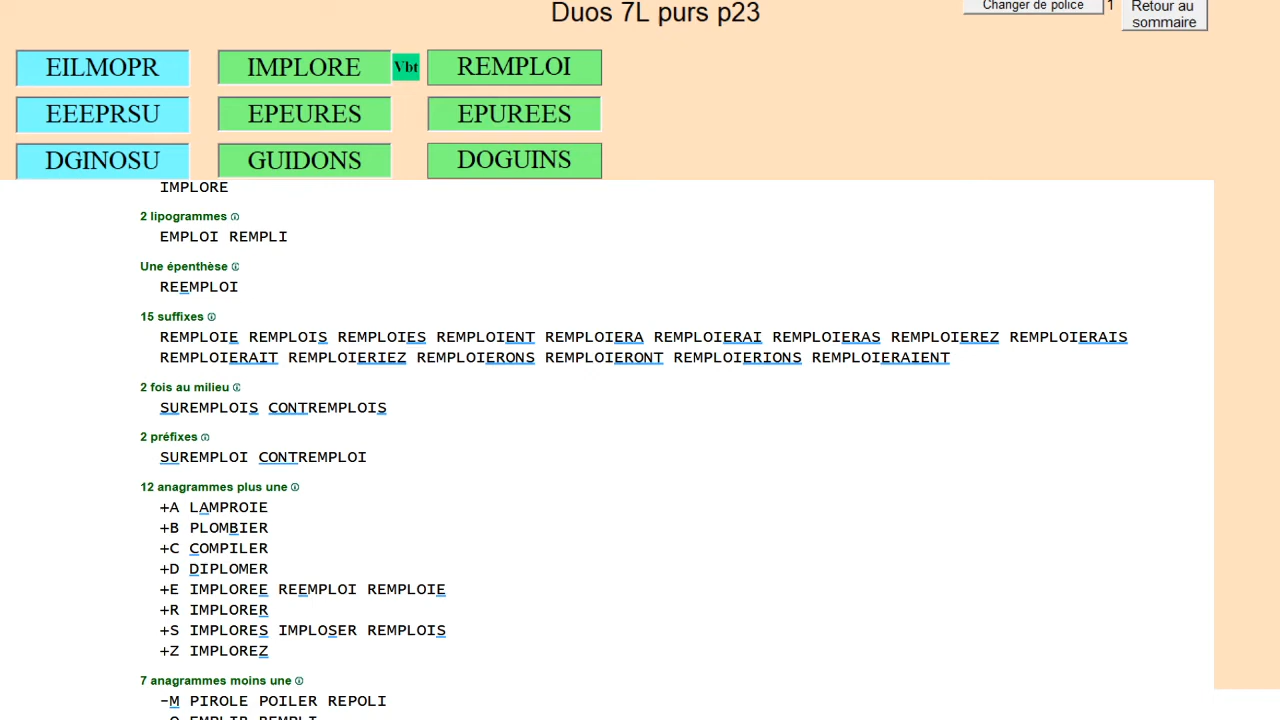 Duos 7L purs p23
Changer de police 1 Retour au
sommaire
EILMOPR IMPLORE Vbt REMPLOI
EEEPRSU EPEURES EPUREES
DGINOSU GUIDONS DOGUINS
IMPLORE
2 lipogrammes
EMPLOI REMPLI
Une épenthèse
REEMPLOI
15 suffixes
REMPLOIE REMPLOIS REMPLOIES REMPLOIENT REMPLOIERA REMPLOIERAI REMPLOIERAS REMPLOIEREZ REMPLOIERAIS
REMPLOIERAIT REMPLOIERIEZ REMPLOIERONS REMPLOIERONT REMPLOIERIONS REMPLOIERAIENT
2 fois au milieu
SUREMPLOIS CONTREMPLOIS
2 préfixes
SUREMPLOI CONTREMPLOI
12 anagrammes plus une
+A LAMPROIE
+B PLOMBIER
+C COMPILER
+D DIPLOMER
+E IMPLOREE REEMPLOI REMPLOIE
+R IMPLORER
+S IMPLORES IMPLOSER REMPLOIS
+Z IMPLOREZ
7 anagrammes moins une
-M PIROLE POILER REPOLI
-O EMPLIR REMPLI